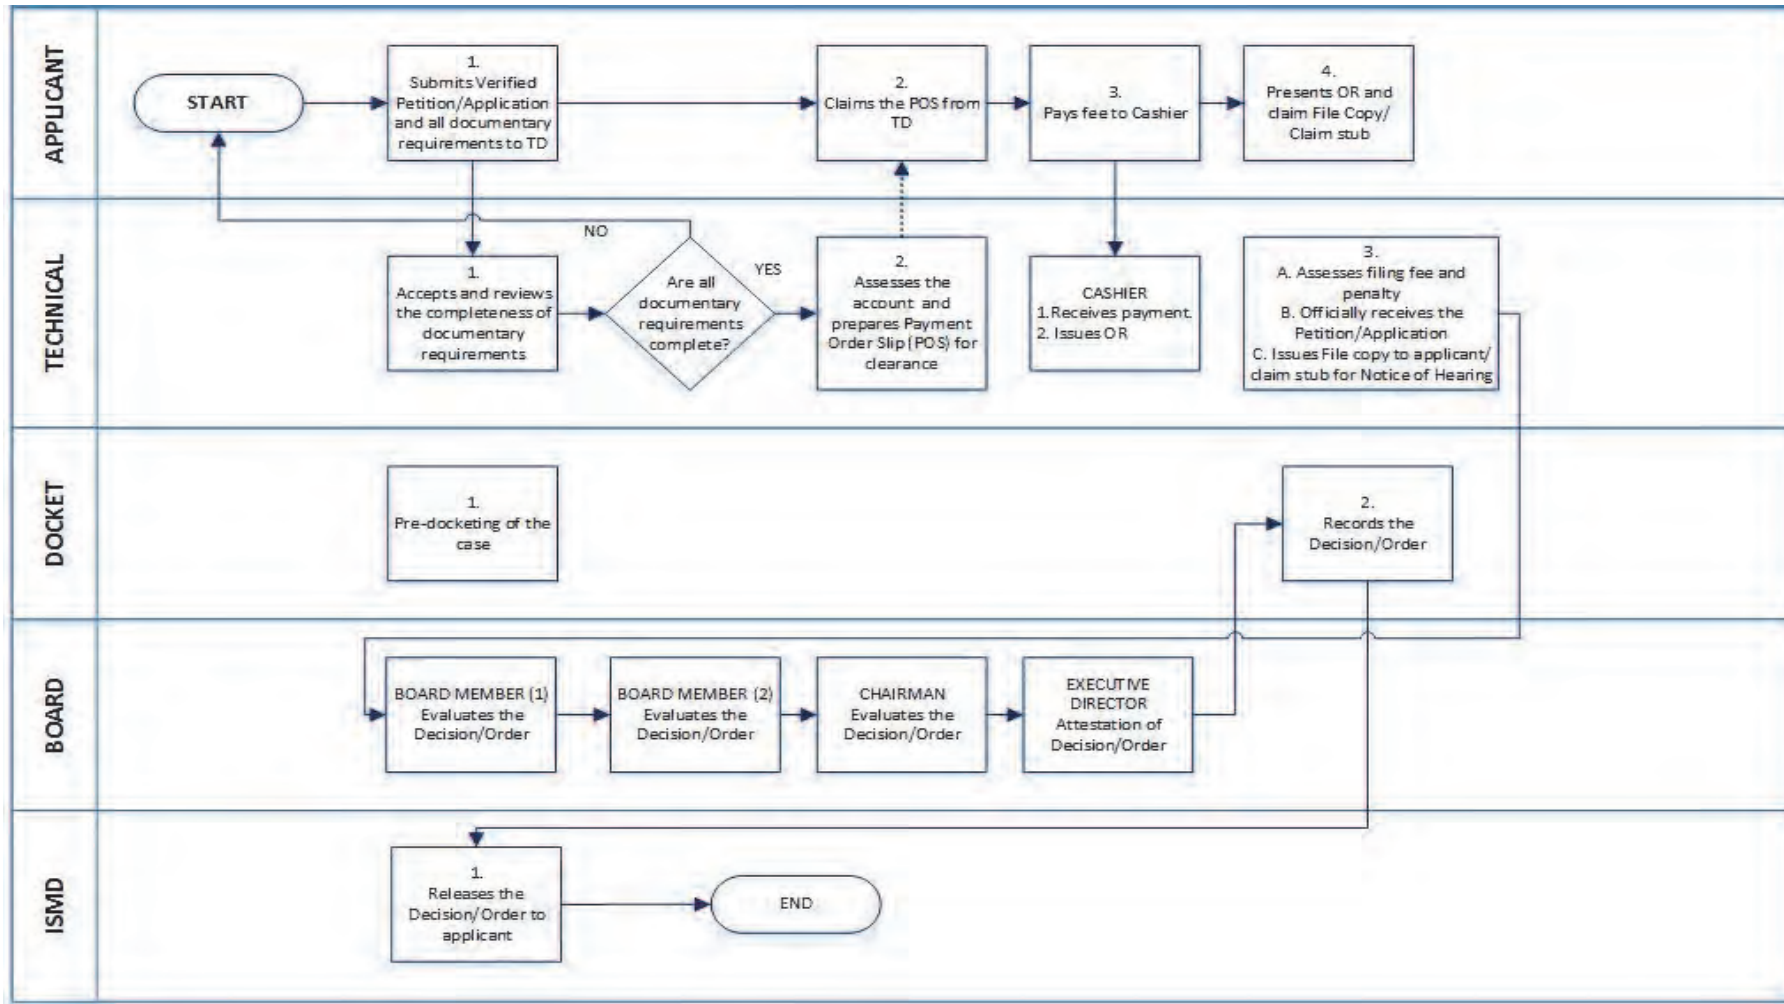 APPLICANT
START
1.
Submits Verified
Petition/Application
and all documentary
requirements to TD
2.
Claims the POS from
TD
3.
Pays fee to Cashier
4.
Presents OR and
claim File Copy/
Claim stub
TECHNICAL
NO
1.
Accepts and reviews
the completeness of
documentary
requirements
Are all
documentary
requirements
complete?
YES
2.
Assesses the
account and
prepares Payment
Order Slip (POS) for
clearance
CASHIER
1.Receives payment.
2. Issues OR
3.
A. Assesses filing fee and
penalty
B. Officially receives the
Petition/Application
C. Issues File copy to applicant/
claim stub for Notice of Hearing
DOCKET
1.
Pre-docketing of the
case
2.
Records the
Decision/Order
BOARD
BOARD MEMBER (1)
Evaluates the
Decision/Order
BOARD MEMBER (2)
Evaluates the
Decision/Order
CHAIRMAN
Evaluates the
Decision/Order
EXECUTIVE
DIRECTOR
Attestation of
Decision/Order
ISMD
1.
Releases the
Decision/Order to
applicant
END